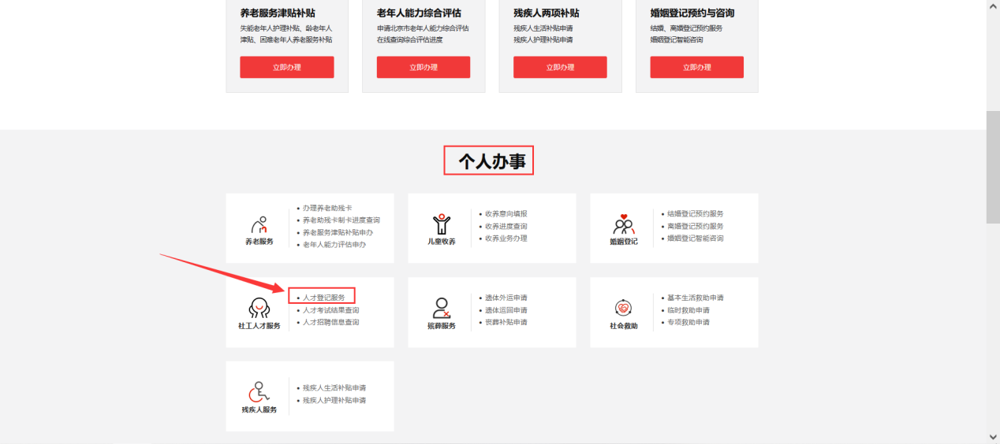 养老服务津贴补贴
失能老年人护理补贴、龄老年人
津贴、困难老年人养老服务补贴
立即办理
老年人能力综合评估
申请北京市老年人能力综合评估
在线查询综合评估进度
立即办理
残疾人两项补贴
残疾人生活补贴申请
残疾人护理补贴申请
立即办理
婚姻登记预约与咨询
结婚、离婚登记预约服务
婚姻登记智能咨询
立即办理
个人办事
养老服务
办理养老助残卡
养老助残卡制卡进度查询
养老服务津贴补贴申办
老年人能力评估申办
儿童收养
收养意向填报
收养进度查询
收养业务办理
婚姻登记
结婚登记预约服务
离婚登记预约服务
婚姻登记智能咨询
社工人才服务
人才登记服务
人才考试结果查询
人才招聘信息查询
殡葬服务
遗体外运申请
遗体运回申请
丧葬补贴申请
社会救助
基本生活救助申请
临时救助申请
专项救助申请
残疾人服务
残疾人生活补贴申请
残疾人护理补贴申请